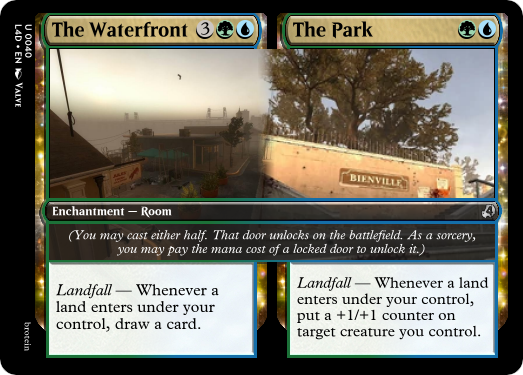 The Waterfront 3
The Park
BIENVILLE
Enchantment — Room
(You may cast either half. That door unlocks on the battlefield. As a sorcery,
you may pay the mana cost of a locked door to unlock it.)
Landfall — Whenever a
land enters under your
control, draw a card.
Landfall — Whenever a land
enters under your control,
put a +1/+1 counter on
target creature you control.
U 0040
L4D • EN VALVE
brotein